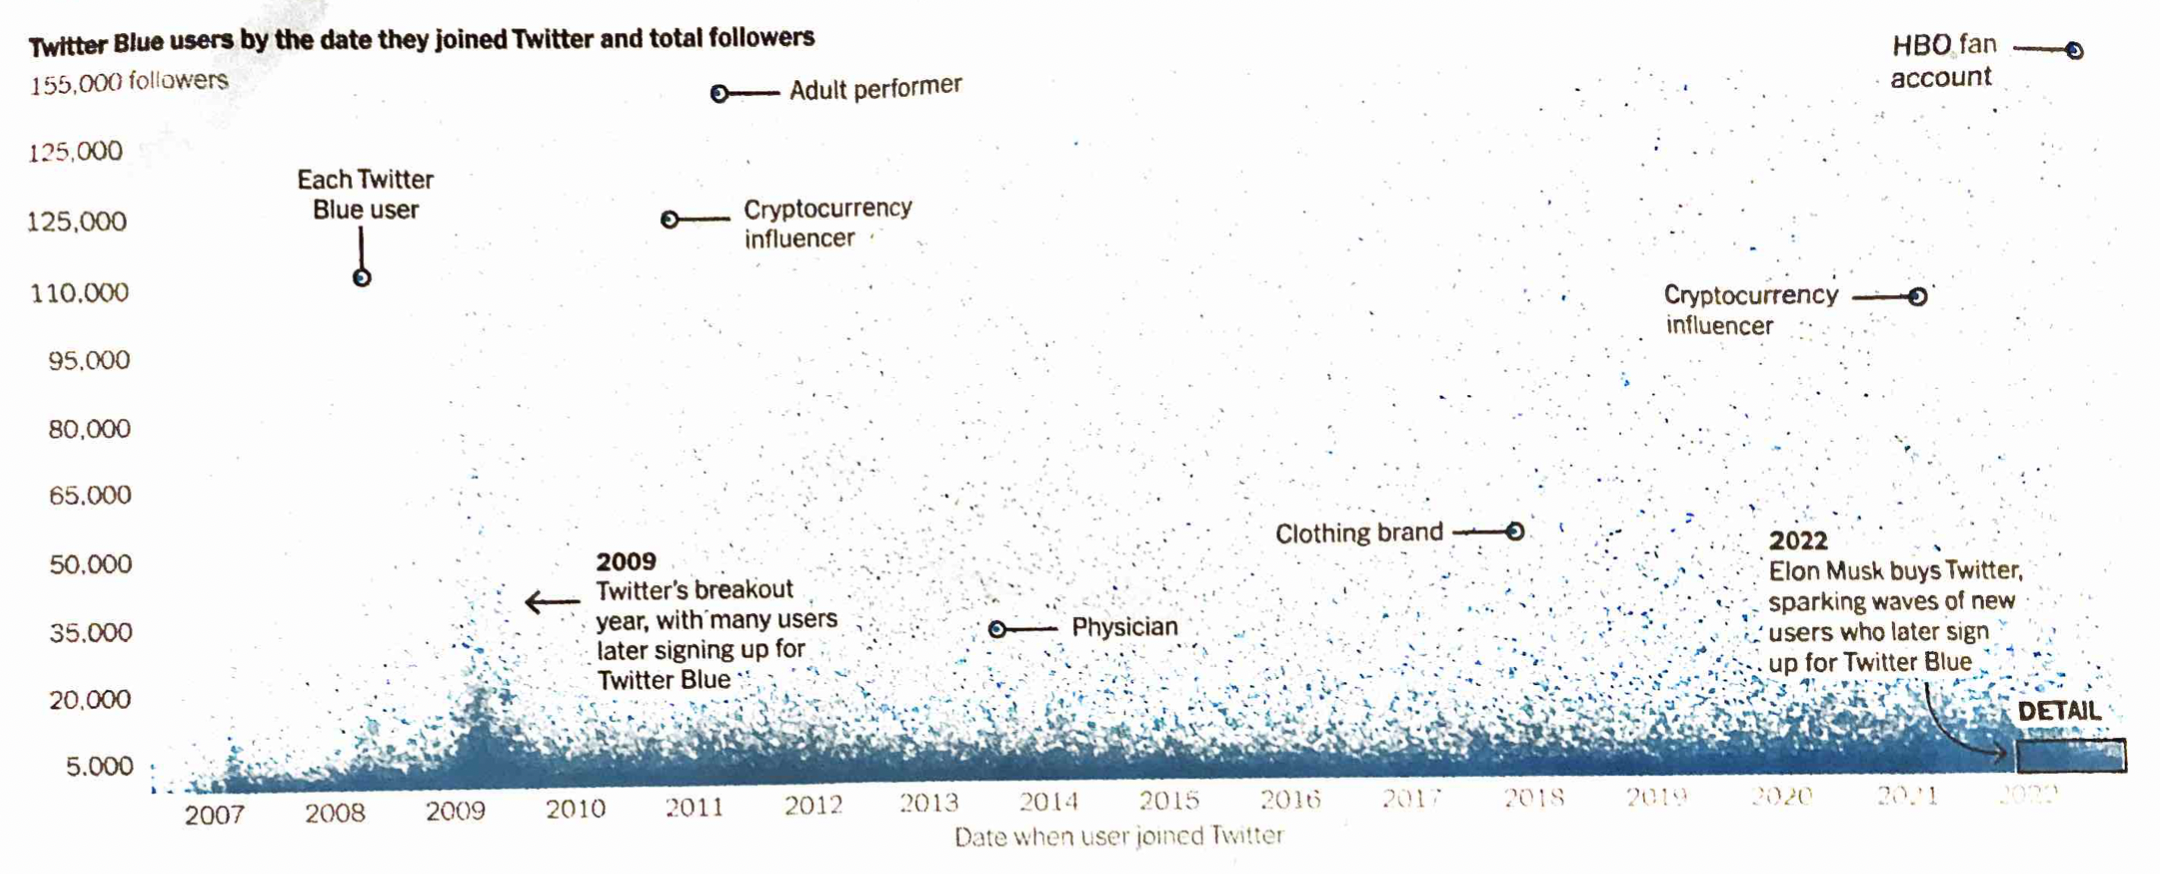 Twitter Blue users by the date they joined Twitter and total followers
155,000 followers
125,000
125,000
110,000
95,000
80,000
65,000
50,000
35,000
20,000
5,000
Each Twitter
Blue user
Adult performer
Cryptocurrency
influencer
HBO fan
account
Cryptocurrency
influencer
Clothing brand
Physician
2009
Twitter's breakout
year, with many users
later signing up for
Twitter Blue
2022
Elon Musk buys Twitter,
sparking waves of new
users who later sign
up for Twitter Blue
DETAIL
2007 2008 2009 2010 2011 2012 2013 2014 2015 2016 2017 2018 2019 2020 2021 2022
Date when user joined Twitter